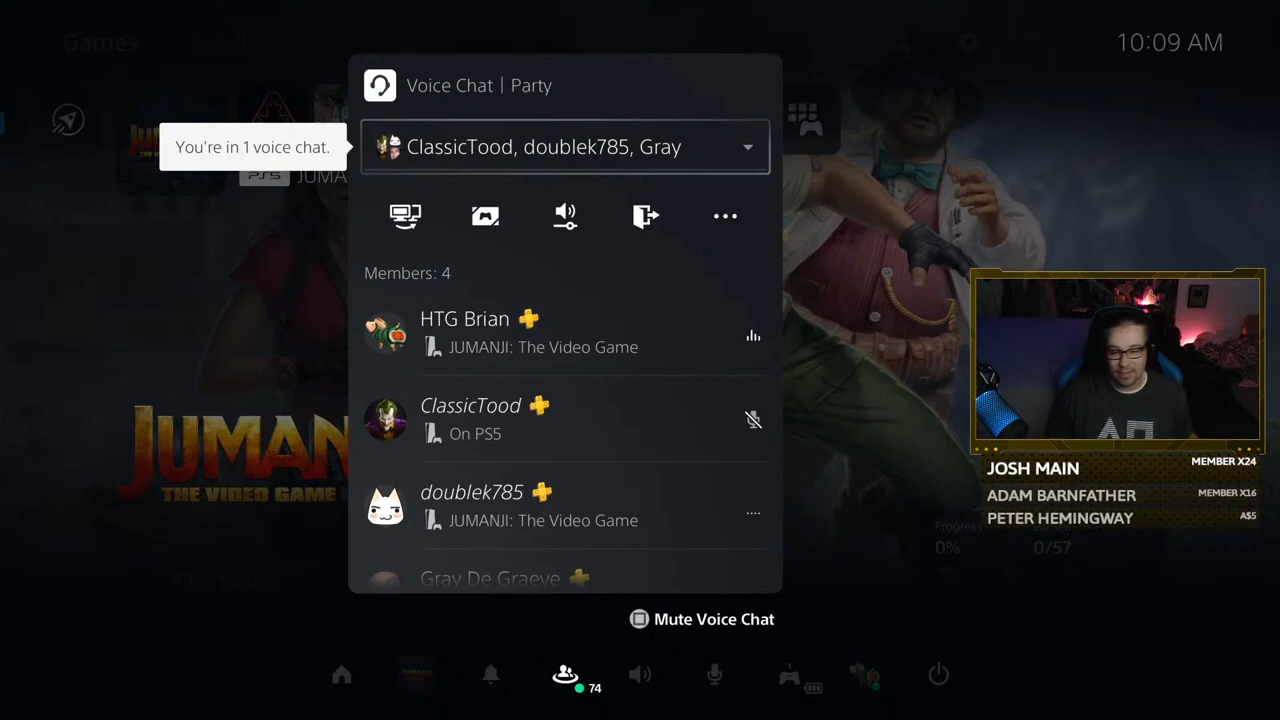 Games
10:09 AM
Voice Chat | Party
You're in 1 voice chat.
ClassicTood, doublek785, Gray
PS5
JUMA
Members: 4
HTG Brian
JUMANJI: The Video Game
ClassicTood
On PS5
JUMAN
THE VIDEO GAME
doublek785
JUMANJI: The Video Game
Gray De Graeve
JOSH MAIN MEMBER X24
ADAM BARNFATHER MEMBER X16
PETER HEMINGWAY A$5
Progress
0% 0/57
Mute Voice Chat
74